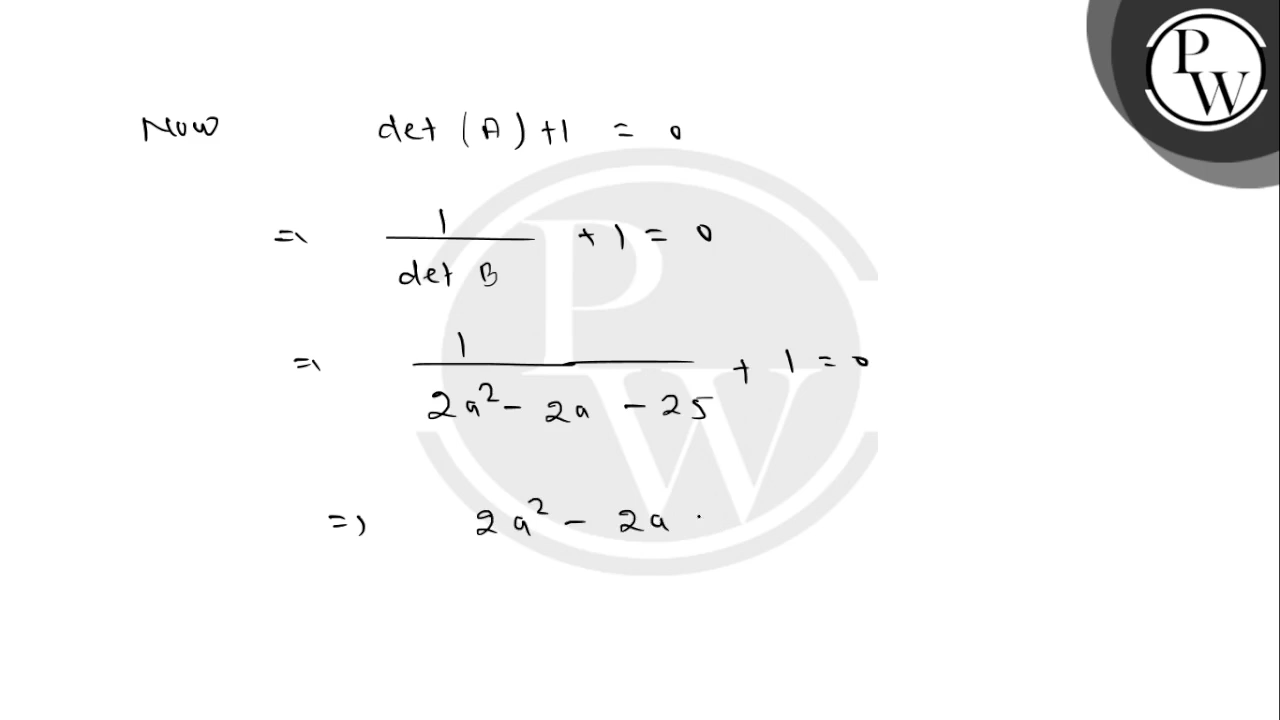 PW
Now det (A) + 1 = 0
⇒ 1 / det B + 1 = 0
⇒ 1 / 2a² - 2a - 25 + 1 = 0
⇒ 2a² - 2a